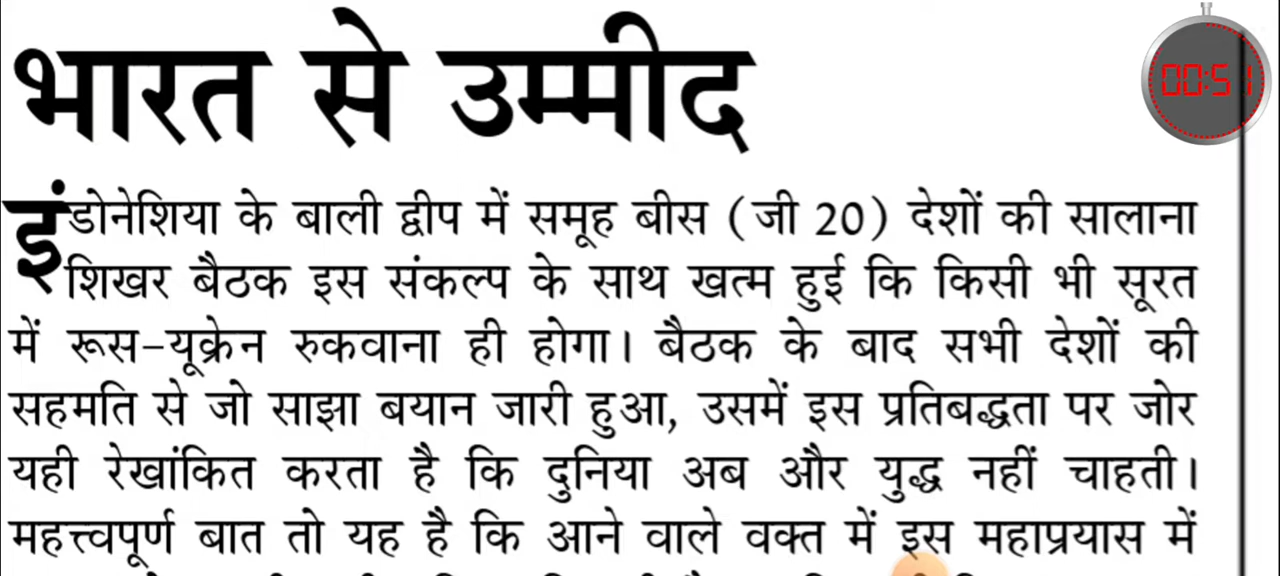 भारत से उम्मीद
00:51
इंडोनेशिया के बाली द्वीप में समूह बीस (जी 20) देशों की सालाना
शिखर बैठक इस संकल्प के साथ खत्म हुई कि किसी भी सूरत
में रूस-यूक्रेन रुकवाना ही होगा। बैठक के बाद सभी देशों की
सहमति से जो साझा बयान जारी हुआ, उसमें इस प्रतिबद्धता पर जोर
यही रेखांकित करता है कि दुनिया अब और युद्ध नहीं चाहती।
महत्त्वपूर्ण बात तो यह है कि आने वाले वक्त में इस महाप्रयास में